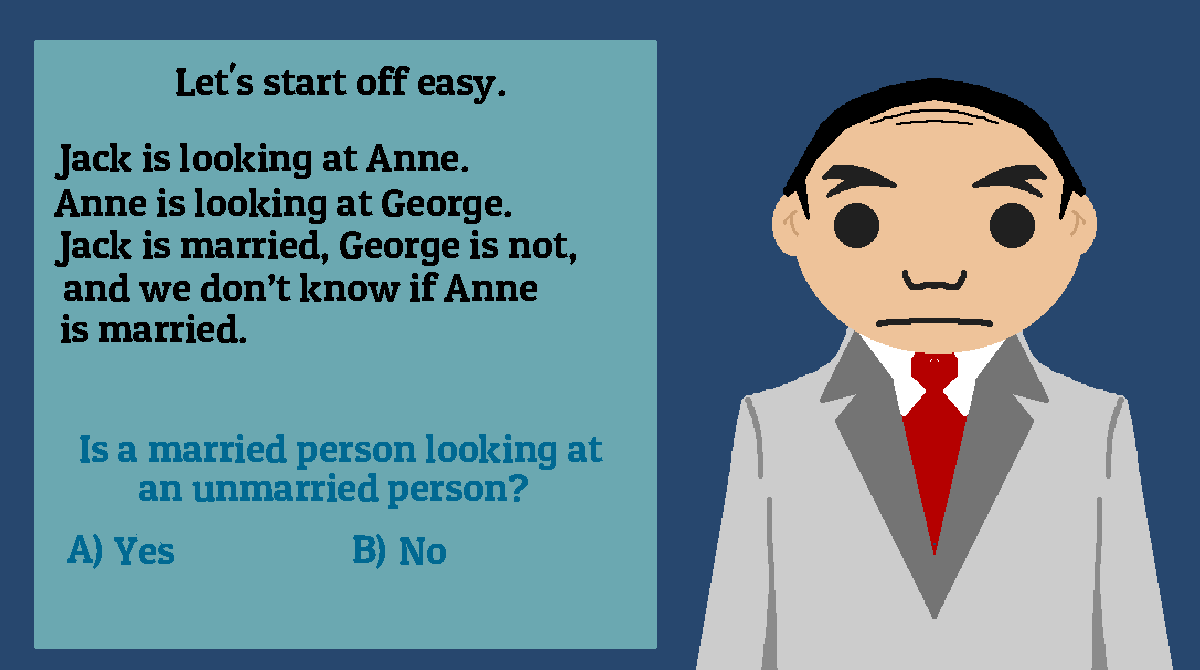 Let's start off easy.
Jack is looking at Anne.
Anne is looking at George.
Jack is married, George is not,
and we don’t know if Anne
is married.
Is a married person looking at
an unmarried person?
A) Yes B) No